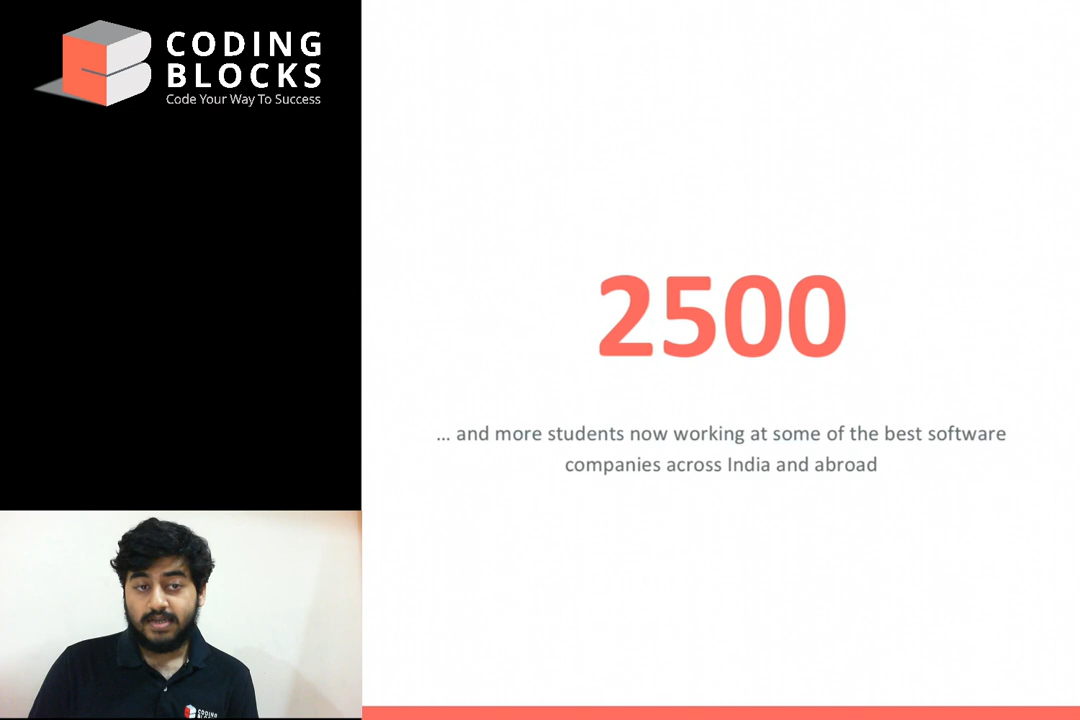 CODING
BLOCKS
Code Your Way To Success
2500
... and more students now working at some of the best software
companies across India and abroad
CODING